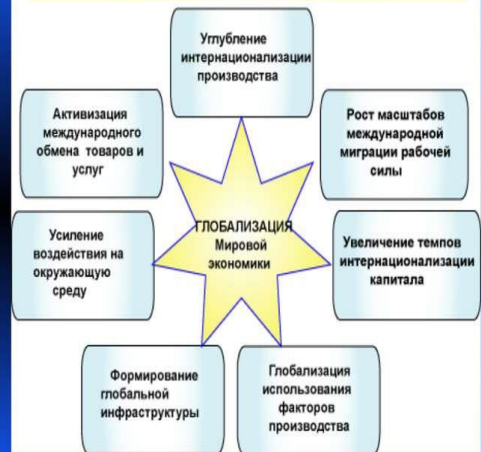 Углубление
интернационализации
производства
Активизация
международного
обмена товаров и
услуг
Рост масштабов
международной
миграции рабочей
силы
ГЛОБАЛИЗАЦИЯ
Мировой
экономики
Усиление
воздействия на
окружающую
среду
Увеличение темпов
интернационализации
капитала
Формирование
глобальной
инфраструктуры
Глобализация
использования
факторов
производства